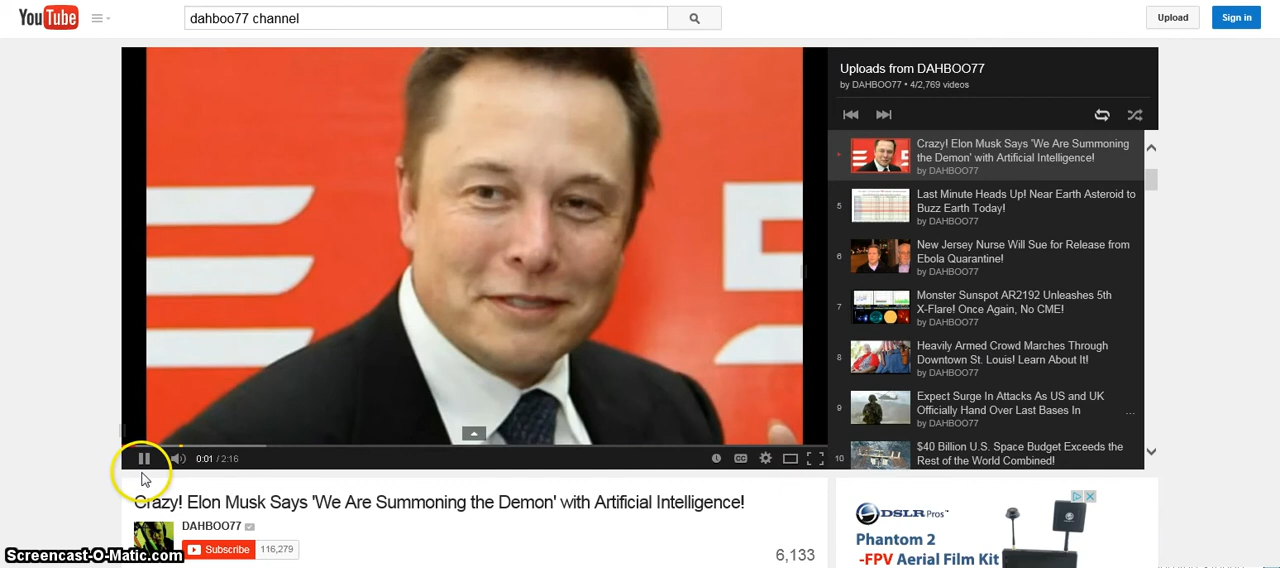 YouTube
dahboo77 channel
Upload
Sign in
Uploads from DAHBOO77
by DAHBOO77 • 4/2,769 videos
Crazy! Elon Musk Says 'We Are Summoning
the Demon' with Artificial Intelligence!
by DAHBOO77
5
Last Minute Heads Up! Near Earth Asteroid to
Buzz Earth Today!
by DAHBOO77
6
New Jersey Nurse Will Sue for Release from
Ebola Quarantine!
by DAHBOO77
7
Monster Sunspot AR2192 Unleashes 5th
X-Flare! Once Again, No CME!
by DAHBOO77
8
Heavily Armed Crowd Marches Through
Downtown St. Louis! Learn About It!
by DAHBOO77
9
Expect Surge In Attacks As US and UK
Officially Hand Over Last Bases In ...
by DAHBOO77
10
$40 Billion U.S. Space Budget Exceeds the
Rest of the World Combined!
0:01 / 2:16
CC
Crazy! Elon Musk Says 'We Are Summoning the Demon' with Artificial Intelligence!
DAHBOO77
Subscribe 116,279
6,133
DSLR Pros™
Phantom 2
-FPV Aerial Film Kit
Screencast-O-Matic.com